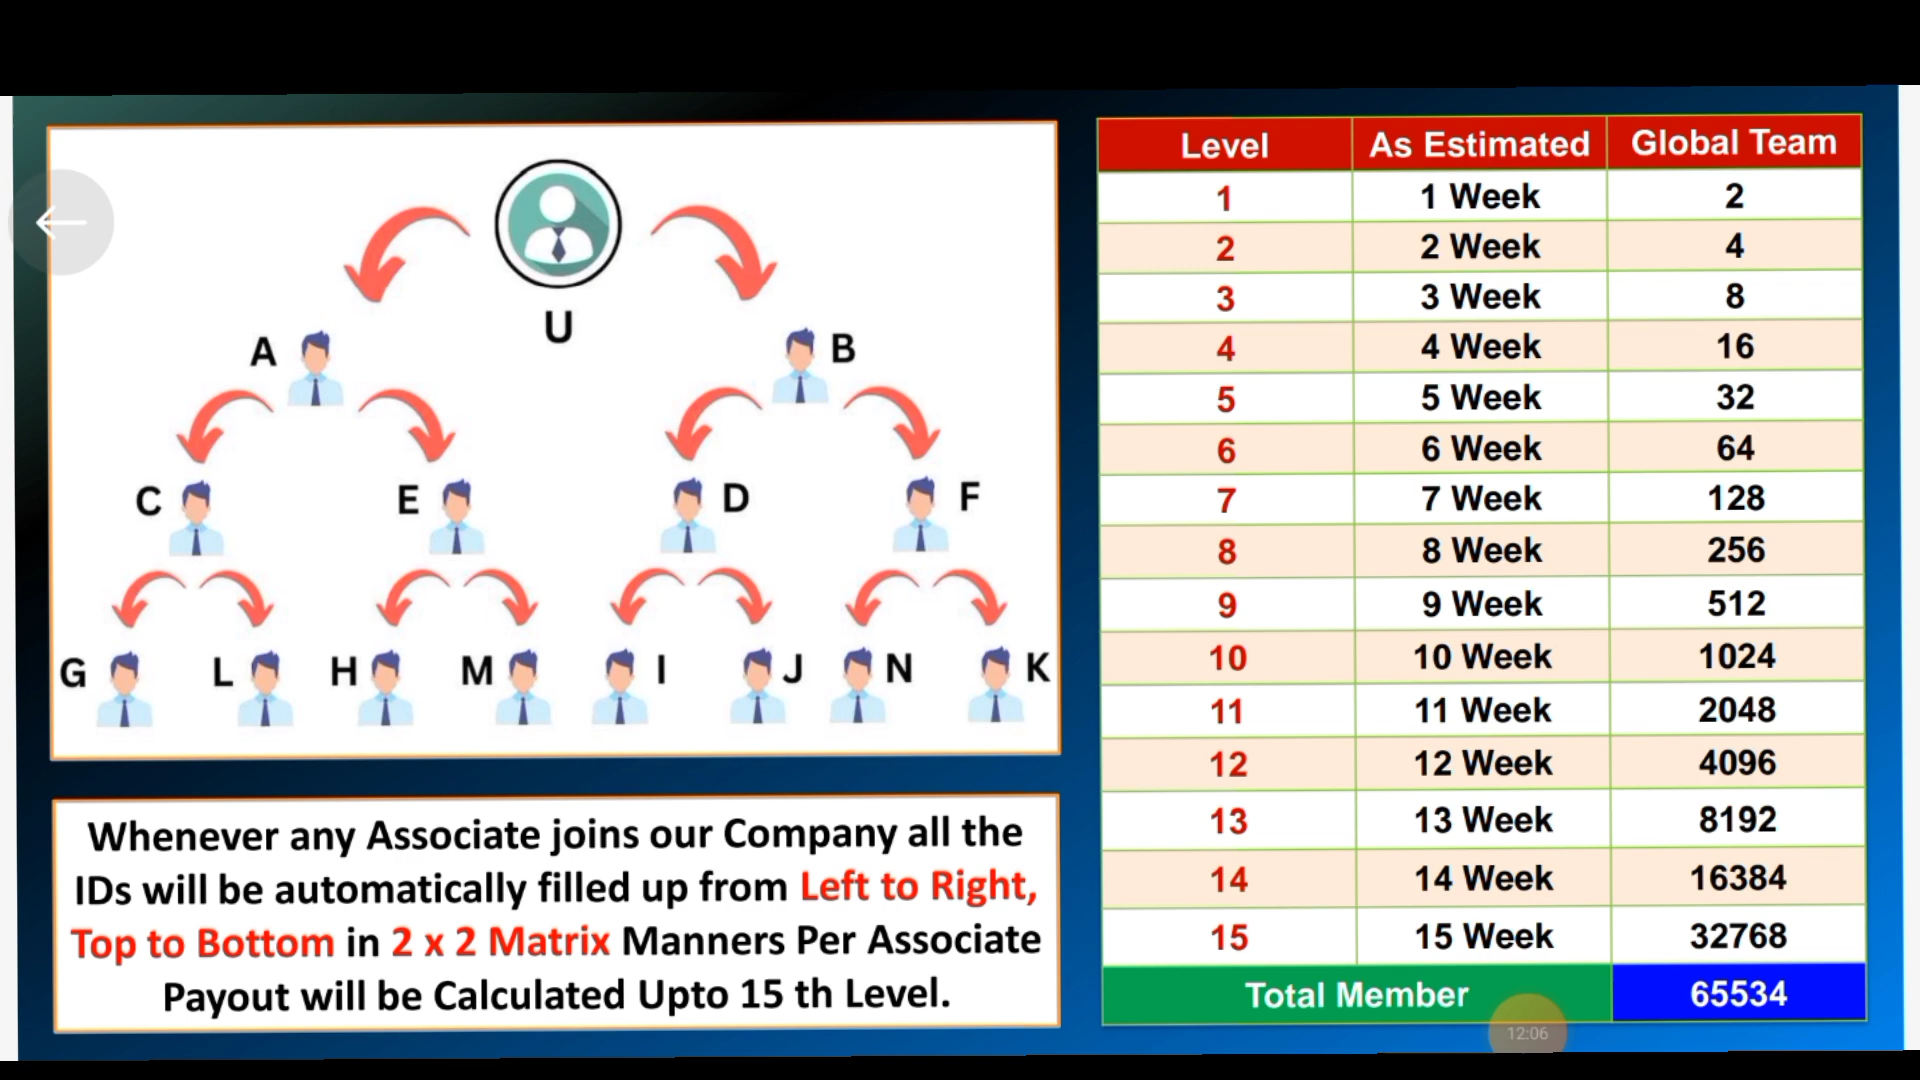 U
A
B
C
E
D
F
G
L
H
M
I
J
N
K
Whenever any Associate joins our Company all the
IDs will be automatically filled up from Left to Right,
Top to Bottom in 2 x 2 Matrix Manners Per Associate
Payout will be Calculated Upto 15 th Level.
Level As Estimated Global Team
1 1 Week 2
2 2 Week 4
3 3 Week 8
4 4 Week 16
5 5 Week 32
6 6 Week 64
7 7 Week 128
8 8 Week 256
9 9 Week 512
10 10 Week 1024
11 11 Week 2048
12 12 Week 4096
13 13 Week 8192
14 14 Week 16384
15 15 Week 32768
Total Member 65534
12:06